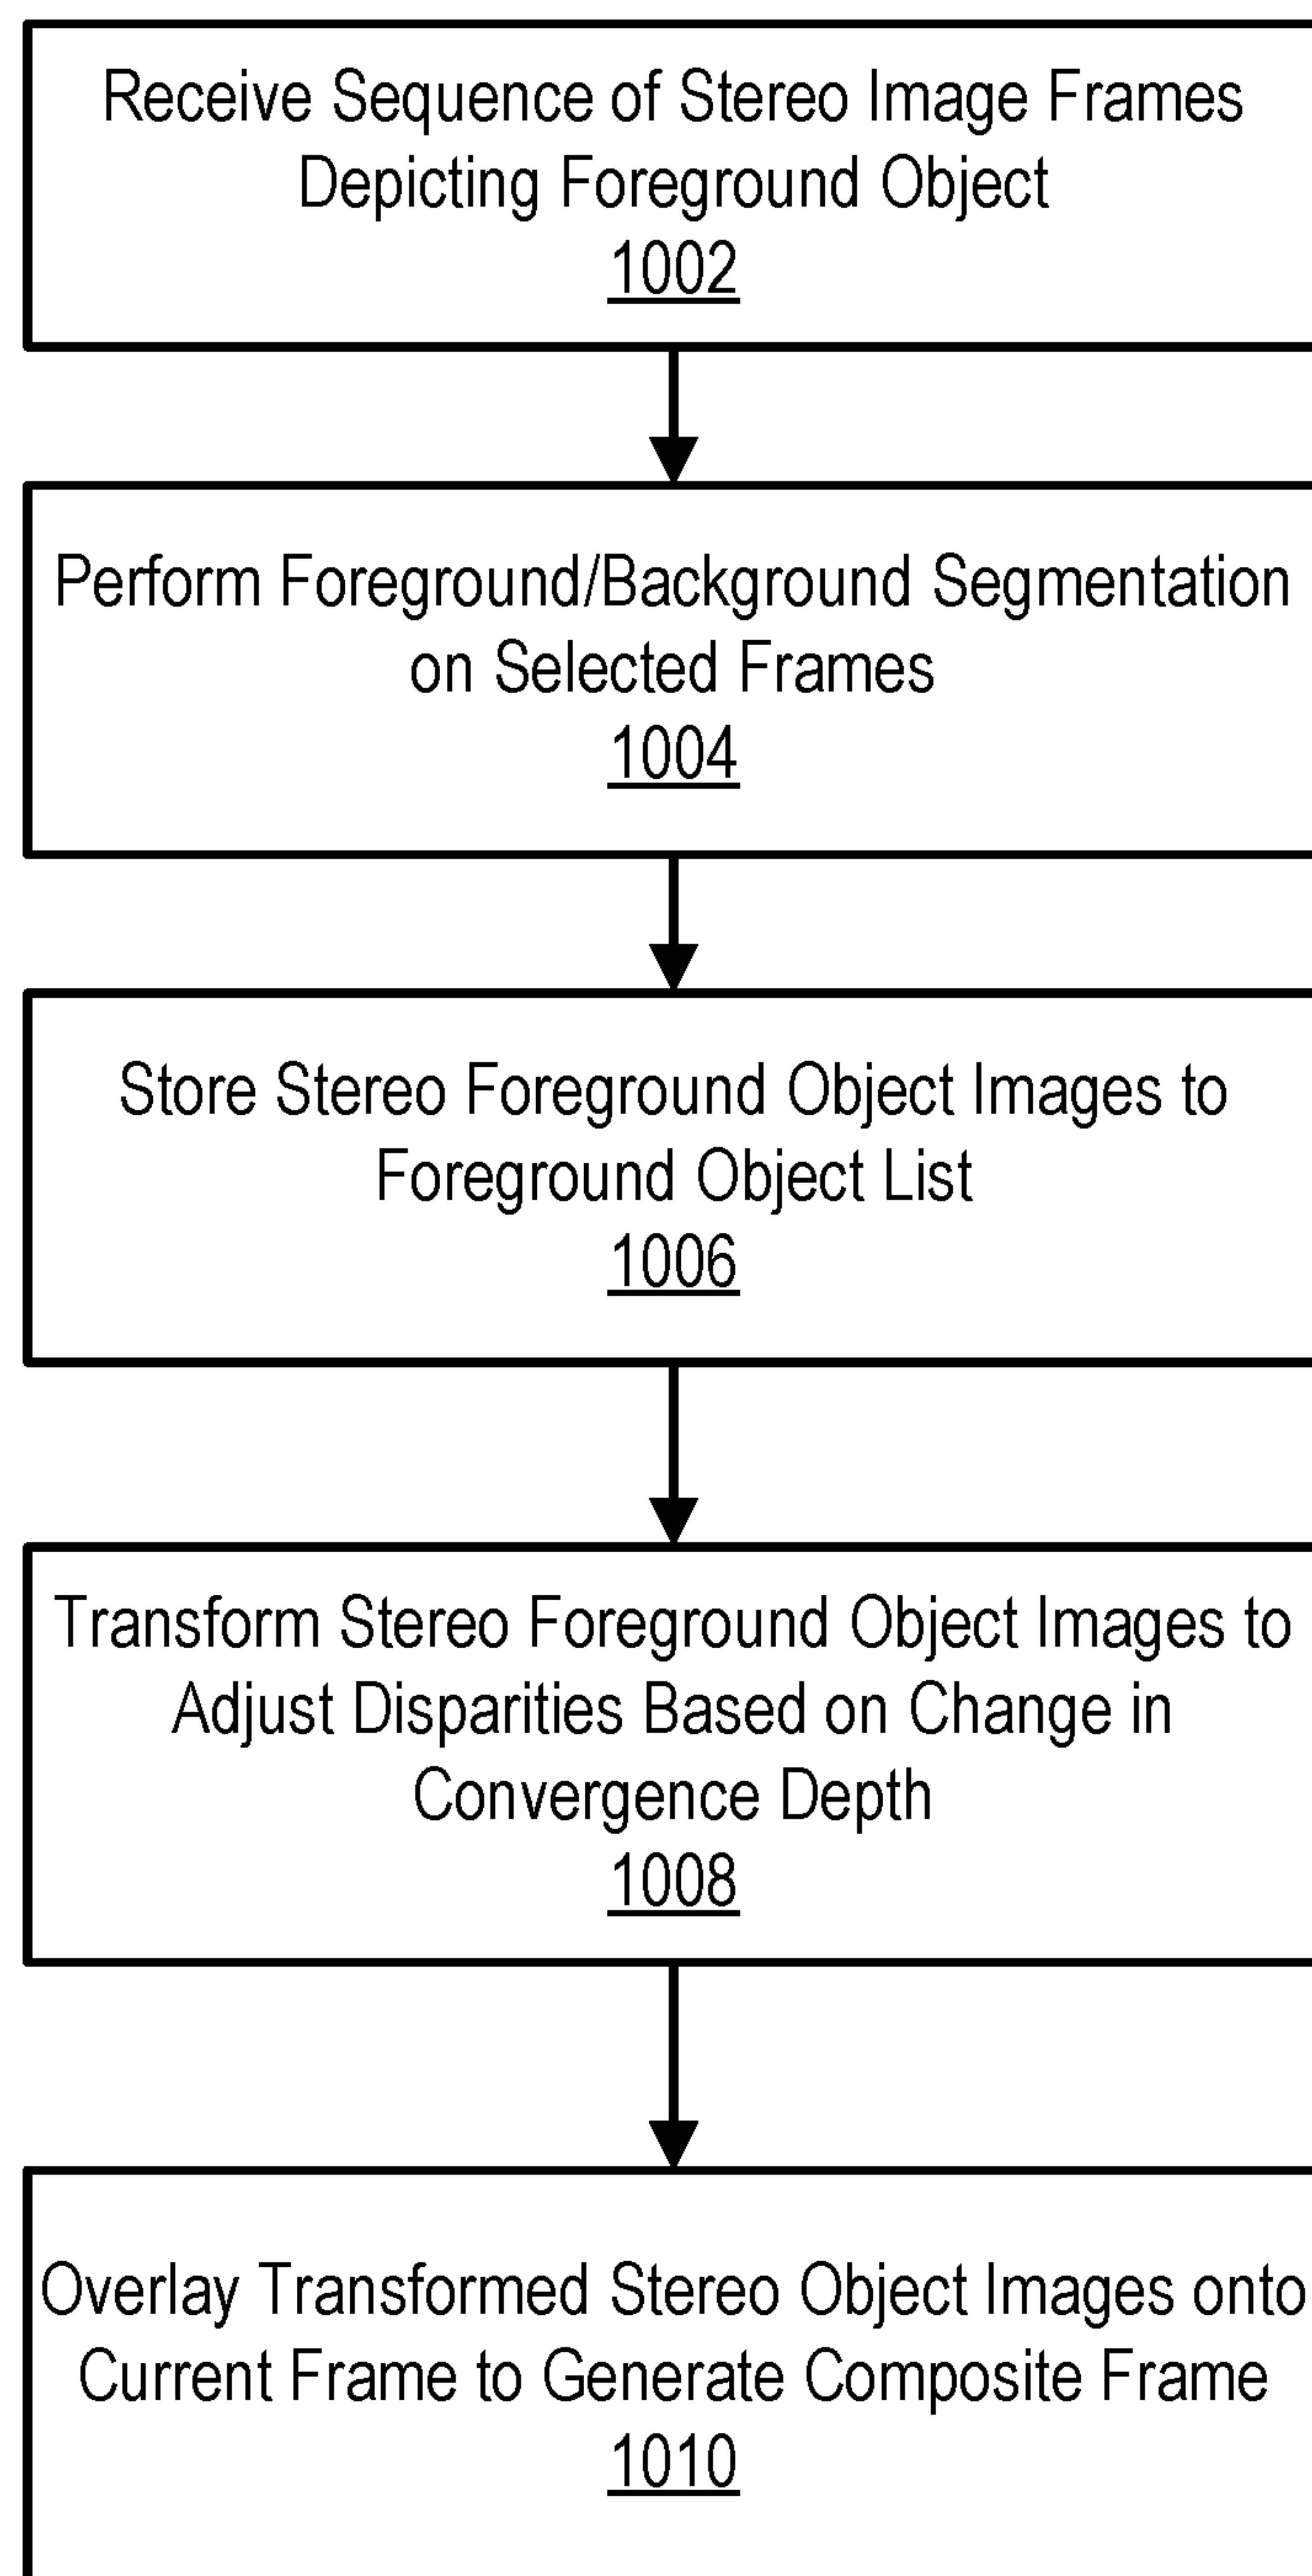 Receive Sequence of Stereo Image Frames
Depicting Foreground Object
1002
Perform Foreground/Background Segmentation
on Selected Frames
1004
Store Stereo Foreground Object Images to
Foreground Object List
1006
Transform Stereo Foreground Object Images to
Adjust Disparities Based on Change in
Convergence Depth
1008
Overlay Transformed Stereo Object Images onto
Current Frame to Generate Composite Frame
1010